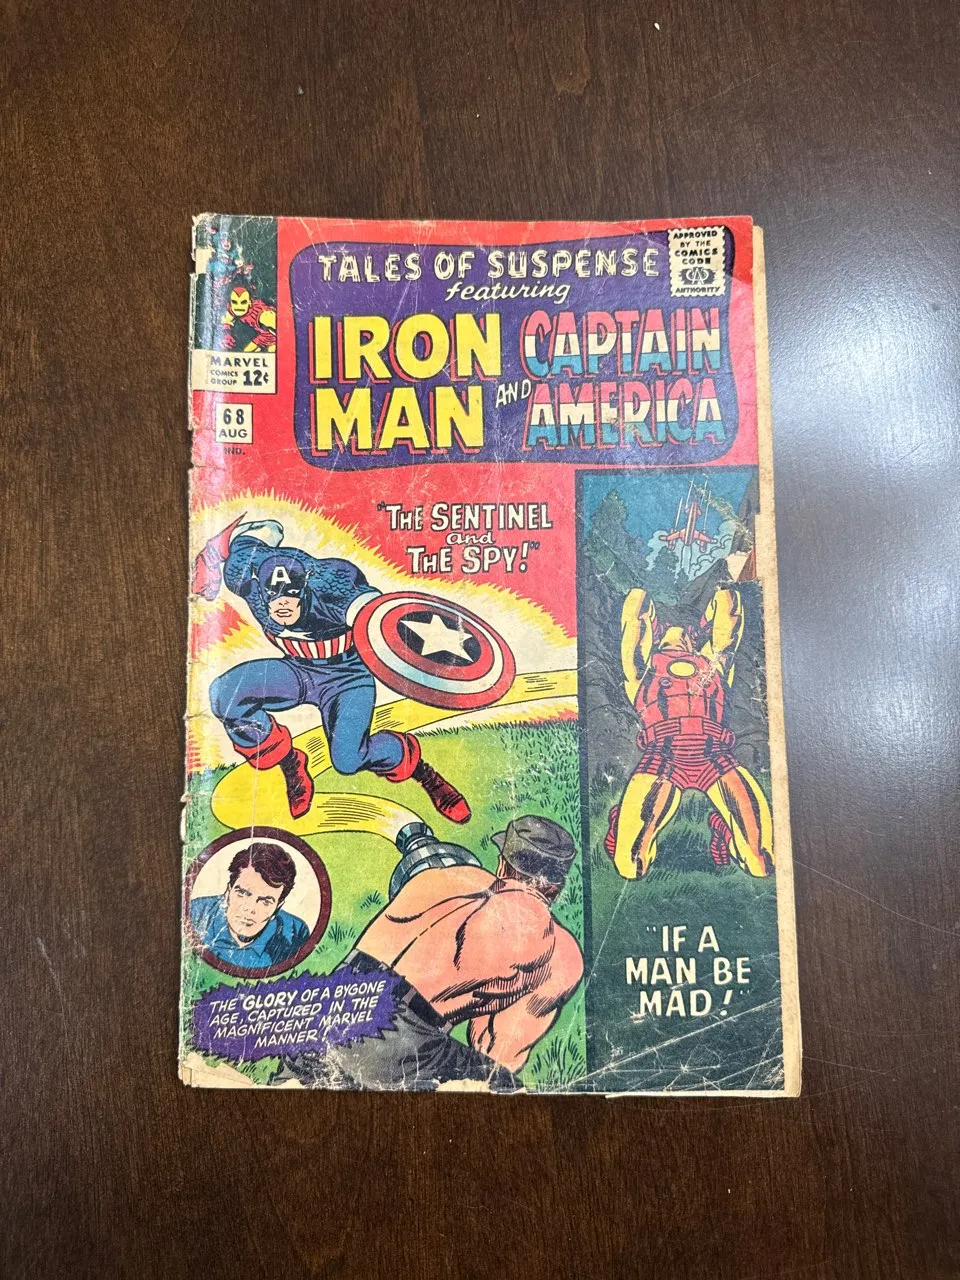 TALES OF SUSPENSE
featuring
IRON
MAN
AND
CAPTAIN
AMERICA
APPROVED
BY THE
COMICS
CODE
AUTHORITY
MARVEL
COMICS
GROUP 12¢
68
AUG
IND.
"THE SENTINEL
and
THE SPY!"
A
"IF A
MAN BE
MAD!"
THE "GLORY OF A BYGONE
AGE, CAPTURED IN THE
MAGNIFICENT MARVEL
MANNER!